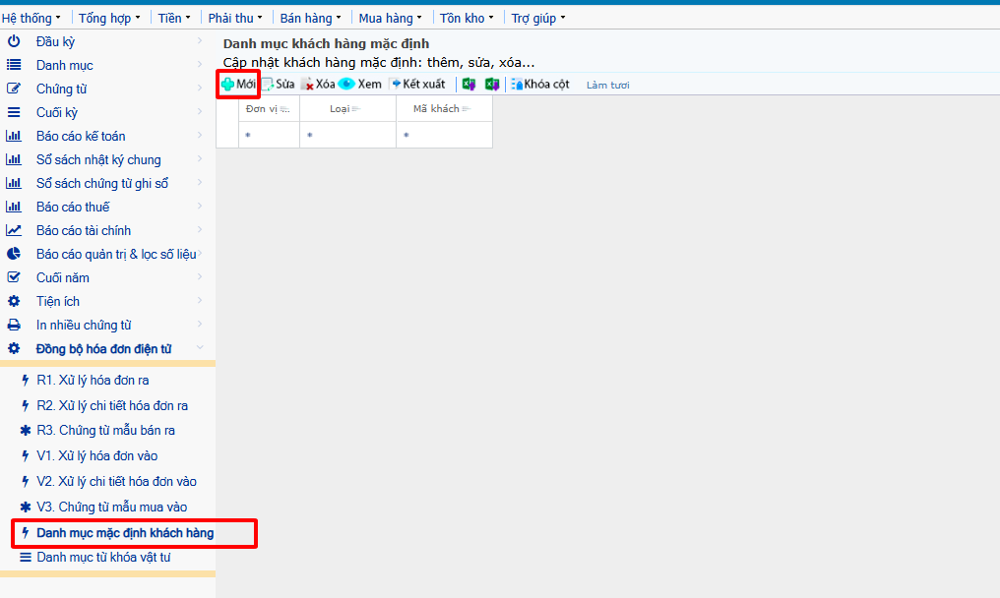 Hệ thống Tổng hợp Tiền Phải thu Bán hàng Mua hàng Tồn kho Trợ giúp
Đầu kỳ
Danh mục
Chứng từ
Cuối kỳ
Báo cáo kế toán
Sổ sách nhật ký chung
Sổ sách chứng từ ghi sổ
Báo cáo thuế
Báo cáo tài chính
Báo cáo quản trị & lọc số liệu
Cuối năm
Tiện ích
In nhiều chứng từ
Đồng bộ hóa đơn điện tử
R1. Xử lý hóa đơn ra
R2. Xử lý chi tiết hóa đơn ra
R3. Chứng từ mẫu bán ra
V1. Xử lý hóa đơn vào
V2. Xử lý chi tiết hóa đơn vào
V3. Chứng từ mẫu mua vào
Danh mục mặc định khách hàng
Danh mục từ khóa vật tư
Danh mục khách hàng mặc định
Cập nhật khách hàng mặc định: thêm, sửa, xóa...
Mới Sửa Xóa Xem Kết xuất Khóa cột Làm tươi
Đơn vị ... Loại Mã khách
* * *